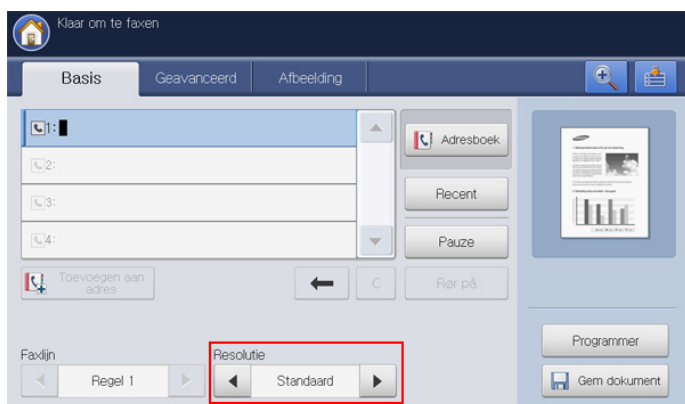 Klaar om te faxen
Basis
Geavanceerd
Afbeelding
1:
2:
3:
4:
Adresboek
Recent
Pauze
Toevoegen aan
adres
C
Rør på
Faxlijn
Regel 1
Resolutie
Standaard
Programmer
Gem dokument